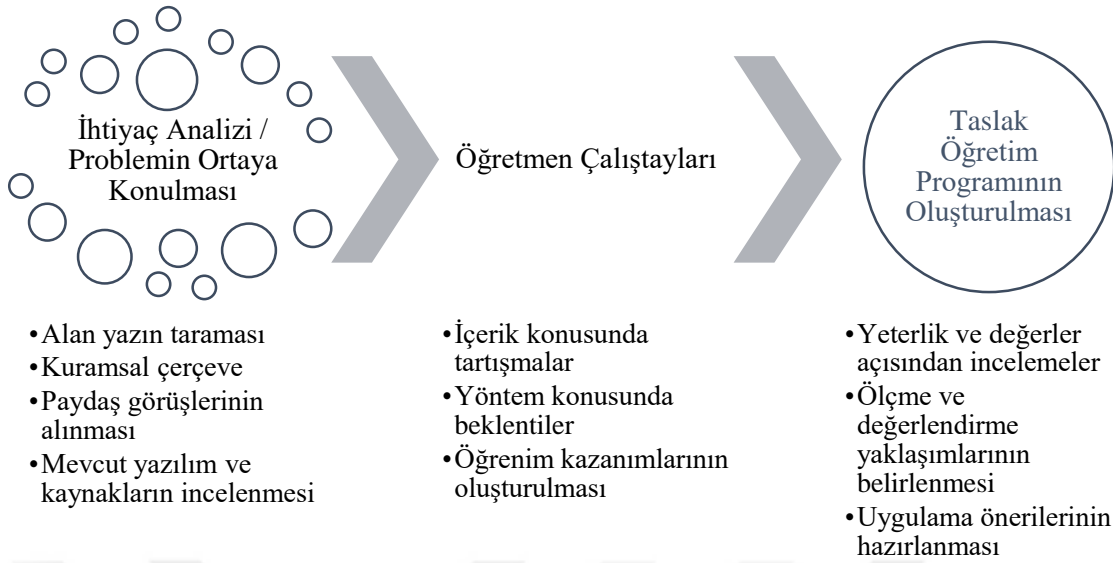 İhtiyaç Analizi /
Problemin Ortaya
Konulması
Öğretmen Çalıştayları
Taslak
Öğretim
Programının
Oluşturulması
•Alan yazın taraması
•Kuramsal çerçeve
•Paydaş görüşlerinin
alınması
•Mevcut yazılım ve
kaynakların incelenmesi
•İçerik konusunda
tartışmalar
•Yöntem konusunda
beklentiler
•Öğrenim kazanımlarının
oluşturulması
•Yeterlik ve değerler
açısından incelemeler
•Ölçme ve
değerlendirme
yaklaşımlarının
belirlenmesi
•Uygulama önerilerinin
hazırlanması